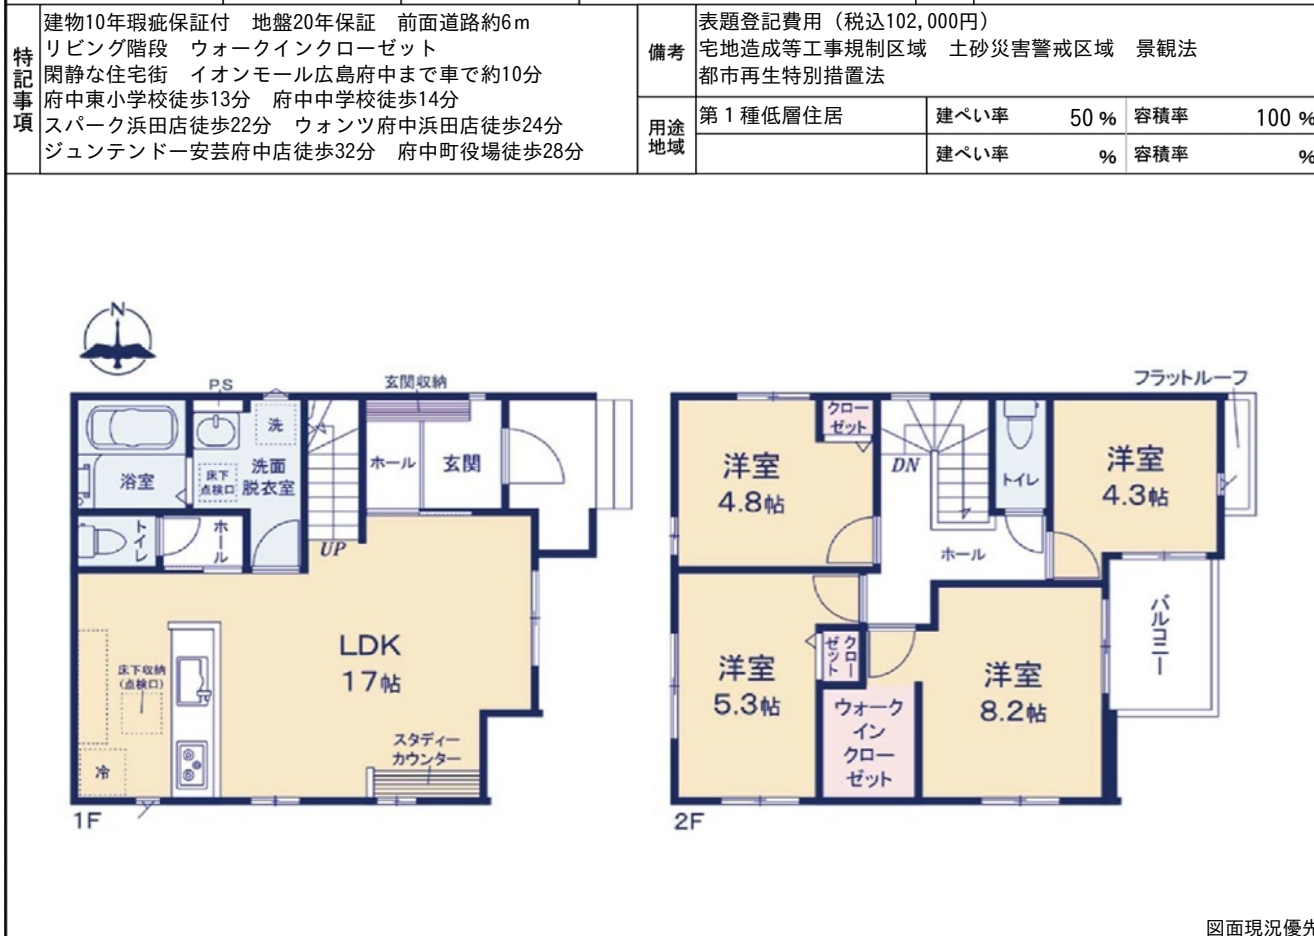 特記事項
建物10年瑕疵保証付　地盤20年保証　前面道路約6m
リビング階段　ウォークインクローゼット
閑静な住宅街　イオンモール広島府中まで車で約10分
府中東小学校徒歩13分　府中中学校徒歩14分
スパーク浜田店徒歩22分　ウォンツ府中浜田店徒歩24分
ジュンテンドー安芸府中店徒歩32分　府中町役場徒歩28分
備考
表題登記費用（税込102,000円）
宅地造成等工事規制区域　土砂災害警戒区域　景観法
都市再生特別措置法
用途
地域
第1種低層住居　建ぺい率　50 %　容積率　100 %
建ぺい率　%　容積率　%
N
P.S
玄関収納
洗
浴室
床下
点検口
洗面
脱衣室
ホール
玄関
トイレ
ホール
UP
LDK
17帖
床下収納
(点検口)
冷
スタディー
カウンター
1F
フラットルーフ
クロー
ゼット
洋室
4.8帖
DN
トイレ
洋室
4.3帖
ホール
バルコニー
洋室
5.3帖
クロー
ゼット
ウォーク
イン
クロー
ゼット
洋室
8.2帖
2F
図面現況優先